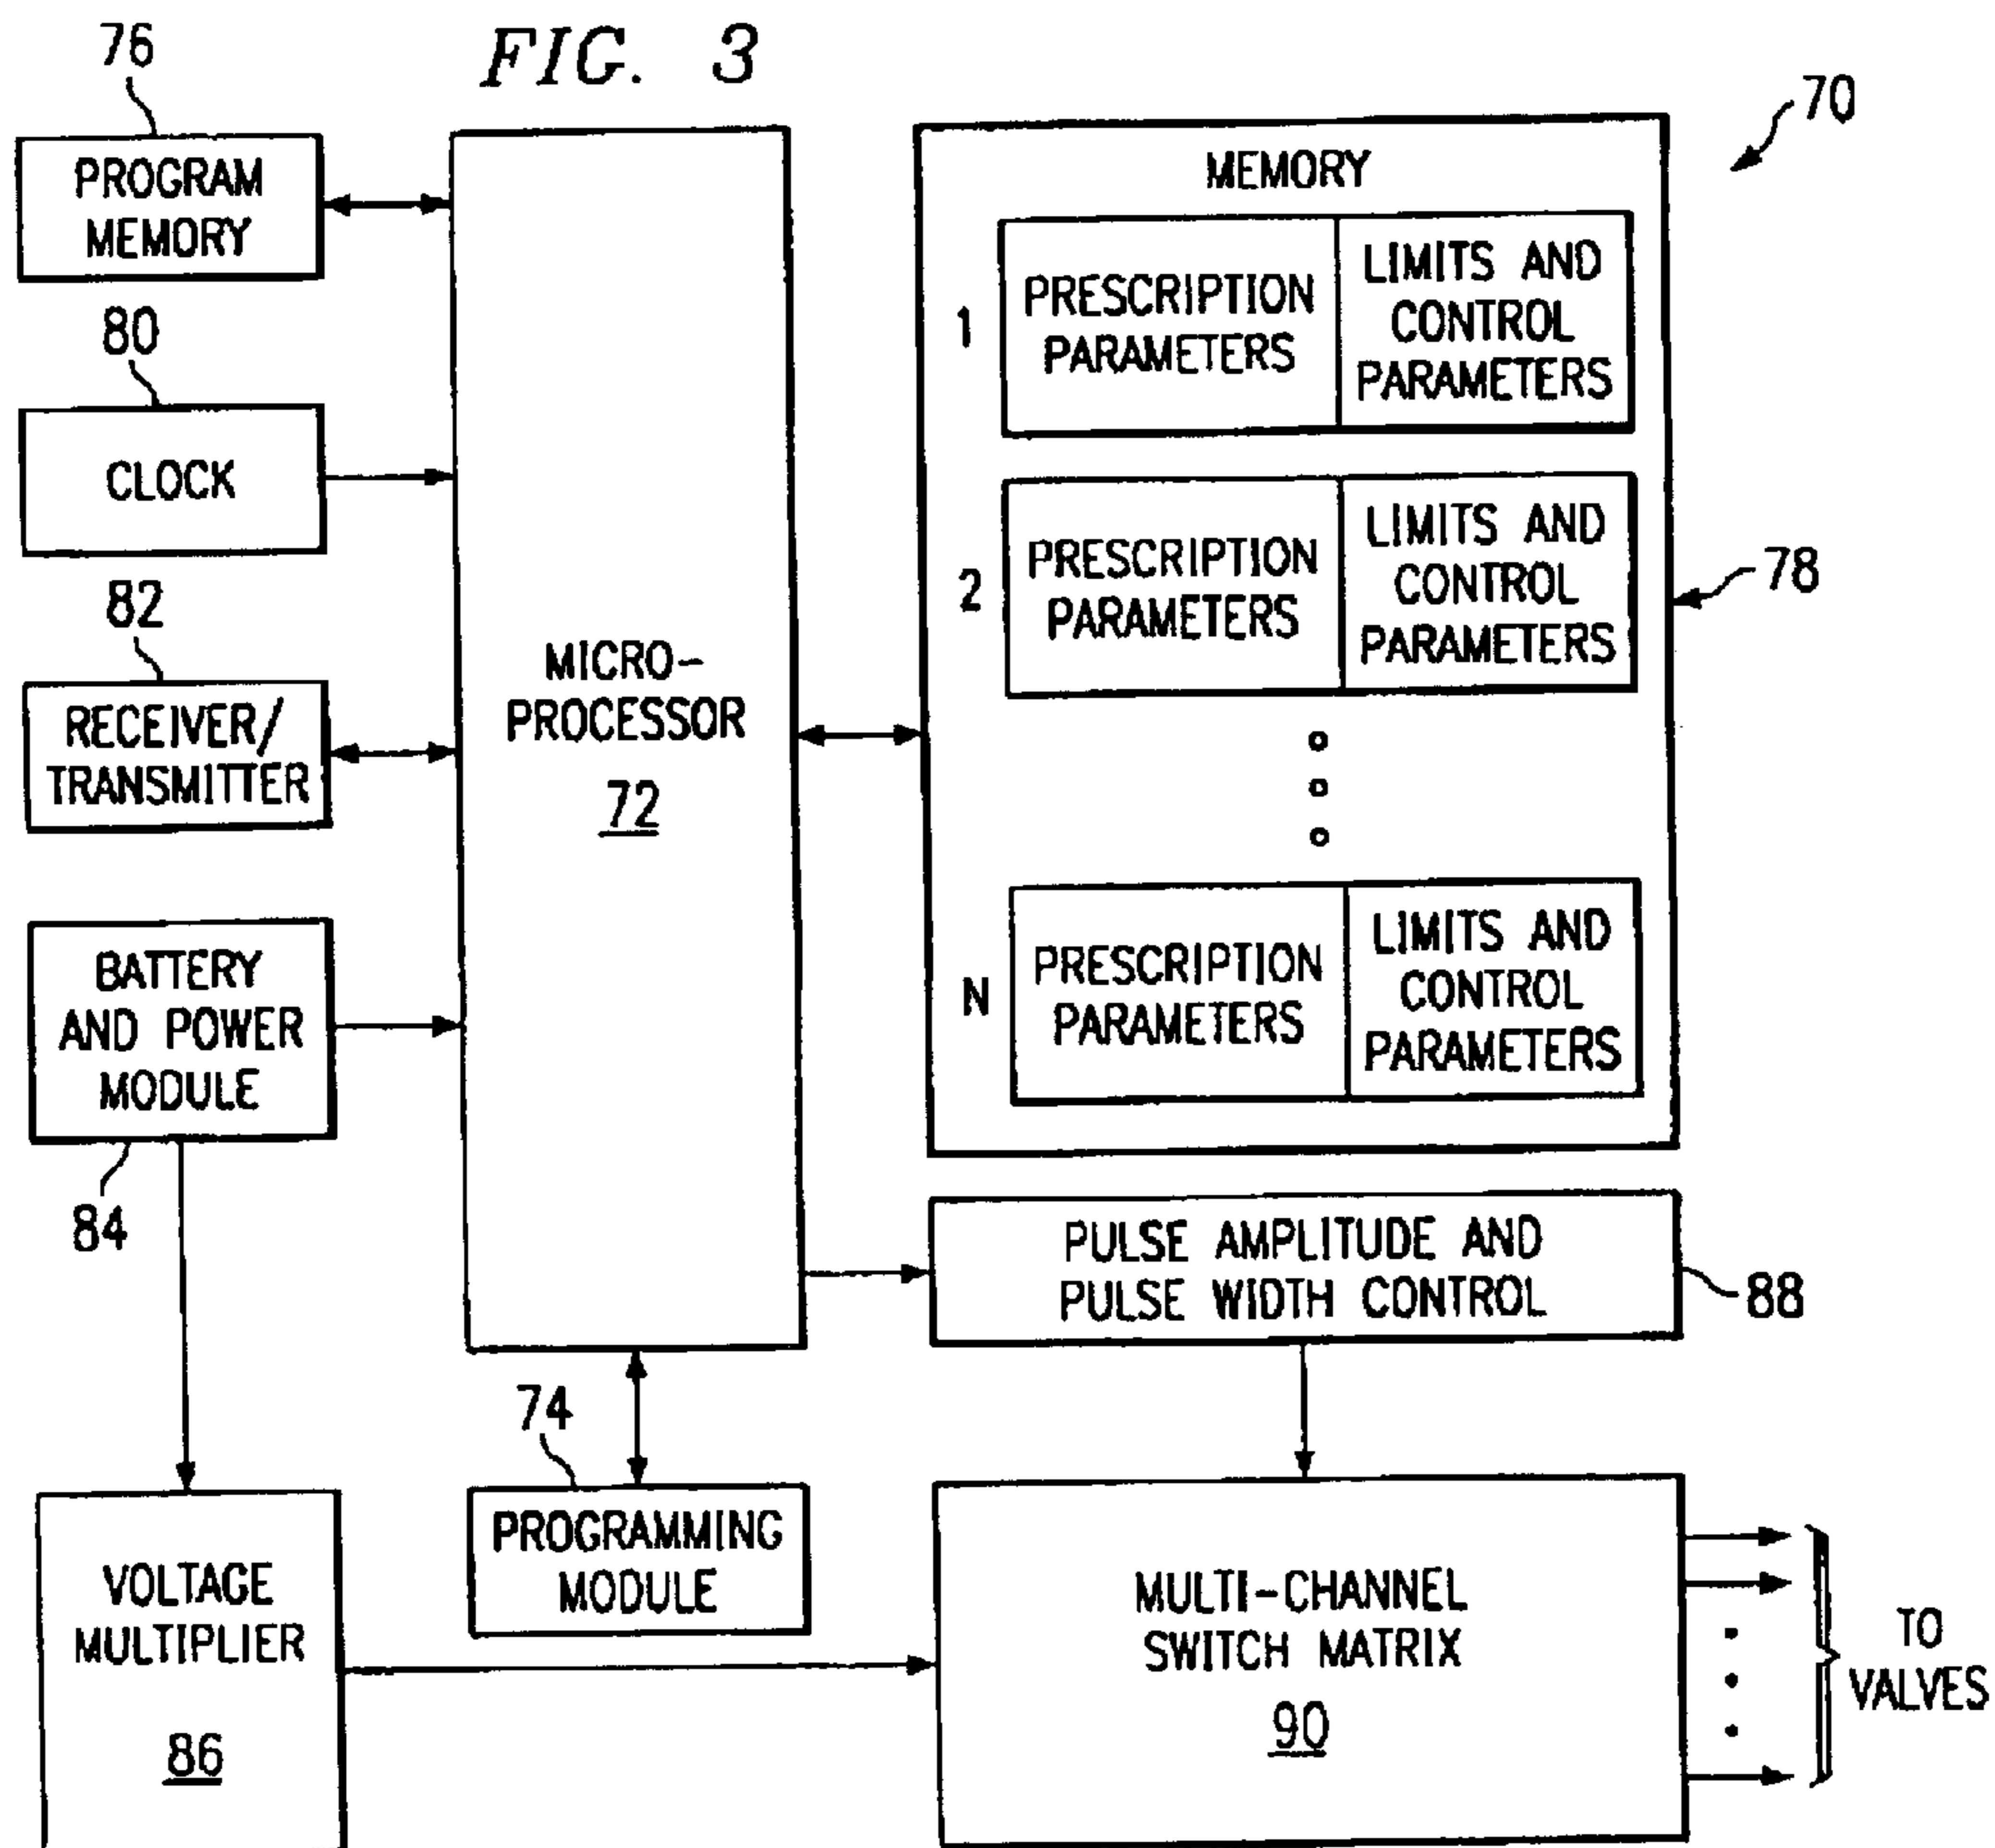 FIG. 3
76
PROGRAM
MEMORY
80
CLOCK
82
RECEIVER/
TRANSMITTER
BATTERY
AND POWER
MODULE
84
VOLTAGE
MULTIPLIER
86
MICRO-
PROCESSOR
72
74
PROGRAMMING
MODULE
70
MEMORY
1
PRESCRIPTION
PARAMETERS
LIMITS AND
CONTROL
PARAMETERS
2
PRESCRIPTION
PARAMETERS
LIMITS AND
CONTROL
PARAMETERS
78
N
PRESCRIPTION
PARAMETERS
LIMITS AND
CONTROL
PARAMETERS
PULSE AMPLITUDE AND
PULSE WIDTH CONTROL
88
MULTI-CHANNEL
SWITCH MATRIX
90
TO
VALVES